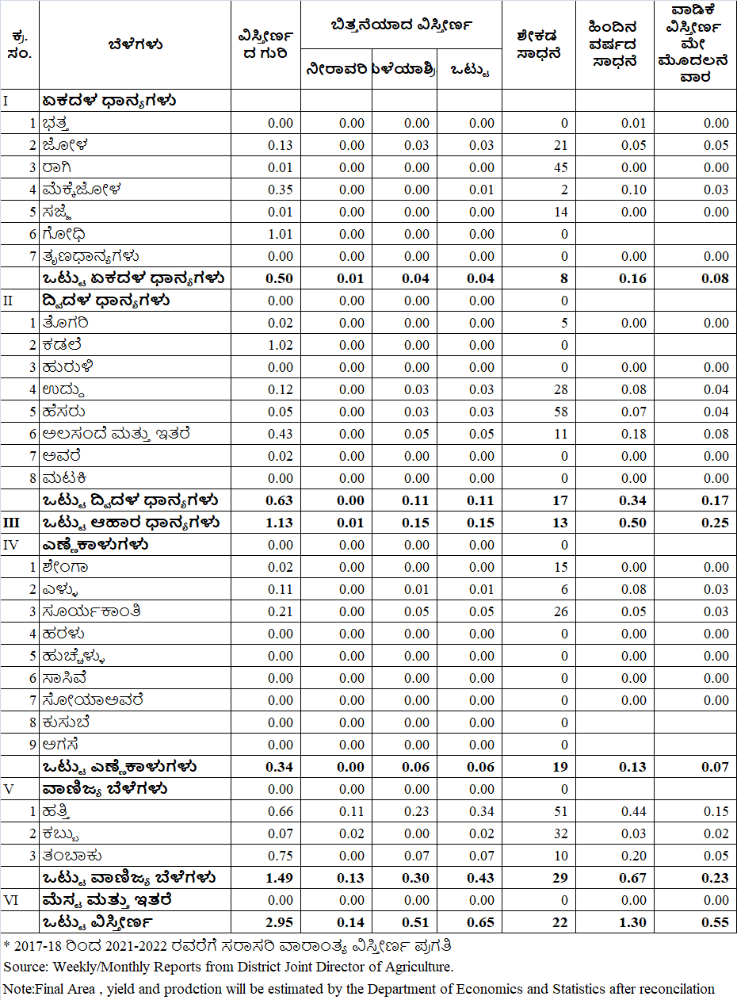 ಕ್ರ. ಸಂ. ಬೆಳೆಗಳು ವಿಸ್ತೀರ್ಣದ ಗುರಿ ಬಿತ್ತನೆಯಾದ ವಿಸ್ತೀರ್ಣ ಶೇಕಡ ಸಾಧನೆ ಹಿಂದಿನ ವರ್ಷದ ಸಾಧನೆ ವಾಡಿಕೆ ವಿಸ್ತೀರ್ಣ ಮೇ ಮೊದಲನೆ ವಾರ
ನೀರಾವರಿ ಒಟ್ಟು
I ಏಕದಳ ಧಾನ್ಯಗಳು
1 ಭತ್ತ 0.00 0.00 0.00 0.00 0 0.01 0.00
2 ಜೋಳ 0.13 0.00 0.03 0.03 21 0.05 0.05
3 ರಾಗಿ 0.01 0.00 0.00 0.00 45 0.00 0.00
4 ಮೆಕ್ಕೆಜೋಳ 0.35 0.00 0.00 0.01 2 0.10 0.03
5 ಸಜ್ಜೆ 0.01 0.00 0.00 0.00 14 0.00 0.00
6 ಗೋಧಿ 1.01 0.00 0.00 0.00 0
7 ತೃಣಧಾನ್ಯಗಳು 0.00 0.00 0.00 0.00 0 0.00 0.00
ಒಟ್ಟು ಏಕದಳ ಧಾನ್ಯಗಳು 0.50 0.01 0.04 0.04 8 0.16 0.08
II ದ್ವಿದಳ ಧಾನ್ಯಗಳು 0.00 0.00 0.00 0.00 0
1 ತೊಗರಿ 0.02 0.00 0.00 0.00 5 0.00 0.00
2 ಕಡಲೆ 1.02 0.00 0.00 0.00 0
3 ಹುರುಳಿ 0.00 0.00 0.00 0.00 0 0.00 0.00
4 ಉದ್ದು 0.12 0.00 0.03 0.03 28 0.08 0.04
5 ಹೆಸರು 0.05 0.00 0.03 0.03 58 0.07 0.04
6 ಅಲಸಂದೆ ಮತ್ತು ಇತರೆ 0.43 0.00 0.05 0.05 11 0.18 0.08
7 ಅವರೆ 0.02 0.00 0.00 0.00 0 0.00 0.00
8 ಮಟಕಿ 0.00 0.00 0.00 0.00 0 0.00 0.00
ಒಟ್ಟು ದ್ವಿದಳ ಧಾನ್ಯಗಳು 0.63 0.00 0.11 0.11 17 0.34 0.17
III ಒಟ್ಟು ಆಹಾರ ಧಾನ್ಯಗಳು 1.13 0.01 0.15 0.15 13 0.50 0.25
IV ಎಣ್ಣೆಕಾಳುಗಳು 0.00 0.00 0.00 0.00 0
1 ಶೇಂಗಾ 0.02 0.00 0.00 0.00 15 0.00 0.00
2 ಎಳ್ಳು 0.11 0.00 0.01 0.01 6 0.08 0.03
3 ಸೂರ್ಯಕಾಂತಿ 0.21 0.00 0.05 0.05 26 0.05 0.03
4 ಹರಳು 0.00 0.00 0.00 0.00 0 0.00 0.00
5 ಹುಚ್ಚೆಳ್ಳು 0.00 0.00 0.00 0.00 0 0.00 0.00
6 ಸಾಸಿವೆ 0.00 0.00 0.00 0.00 0 0.00 0.00
7 ಸೋಯಾಅವರೆ 0.00 0.00 0.00 0.00 0 0.00 0.00
8 ಕುಸುಬೆ 0.00 0.00 0.00 0.00 0
9 ಅಗಸೆ 0.00 0.00 0.00 0.00 0
ಒಟ್ಟು ಎಣ್ಣೆಕಾಳುಗಳು 0.34 0.00 0.06 0.06 19 0.13 0.07
V ವಾಣಿಜ್ಯ ಬೆಳೆಗಳು 0.00 0.00 0.00 0.00 0
1 ಹತ್ತಿ 0.66 0.11 0.23 0.34 51 0.44 0.15
2 ಕಬ್ಬು 0.07 0.02 0.00 0.02 32 0.03 0.02
3 ತಂಬಾಕು 0.75 0.00 0.07 0.07 10 0.20 0.05
ಒಟ್ಟು ವಾಣಿಜ್ಯ ಬೆಳೆಗಳು 1.49 0.13 0.30 0.43 29 0.67 0.23
VI ಮೆಸ್ಟ ಮತ್ತು ಇತರೆ 0.00 0.00 0.00 0.00 0 0.00 0.00
ಒಟ್ಟು ವಿಸ್ತೀರ್ಣ 2.95 0.14 0.51 0.65 22 1.30 0.55
* 2017-18 ರಿಂದ 2021-2022 ರವರೆಗೆ ಸರಾಸರಿ ವಾರಾಂತ್ಯ ವಿಸ್ತೀರ್ಣ ಪ್ರಗತಿ
Source: Weekly/Monthly Reports from District Joint Director of Agriculture.
Note:Final Area , yield and prodction will be estimated by the Department of Economics and Statistics after reconcilation